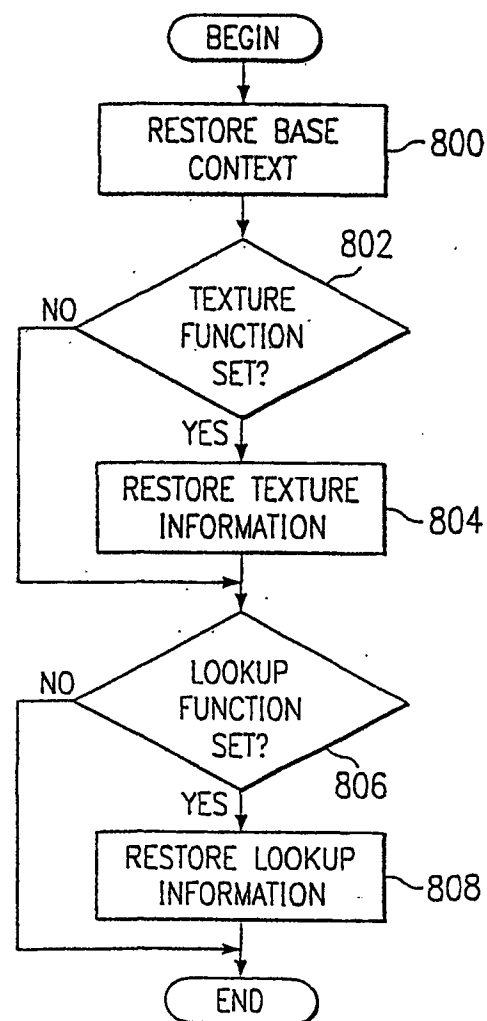 BEGIN
RESTORE BASE
CONTEXT
800
802
TEXTURE
FUNCTION
SET?
NO
YES
RESTORE TEXTURE
INFORMATION
804
LOOKUP
FUNCTION
SET?
NO
806
YES
RESTORE LOOKUP
INFORMATION
808
END